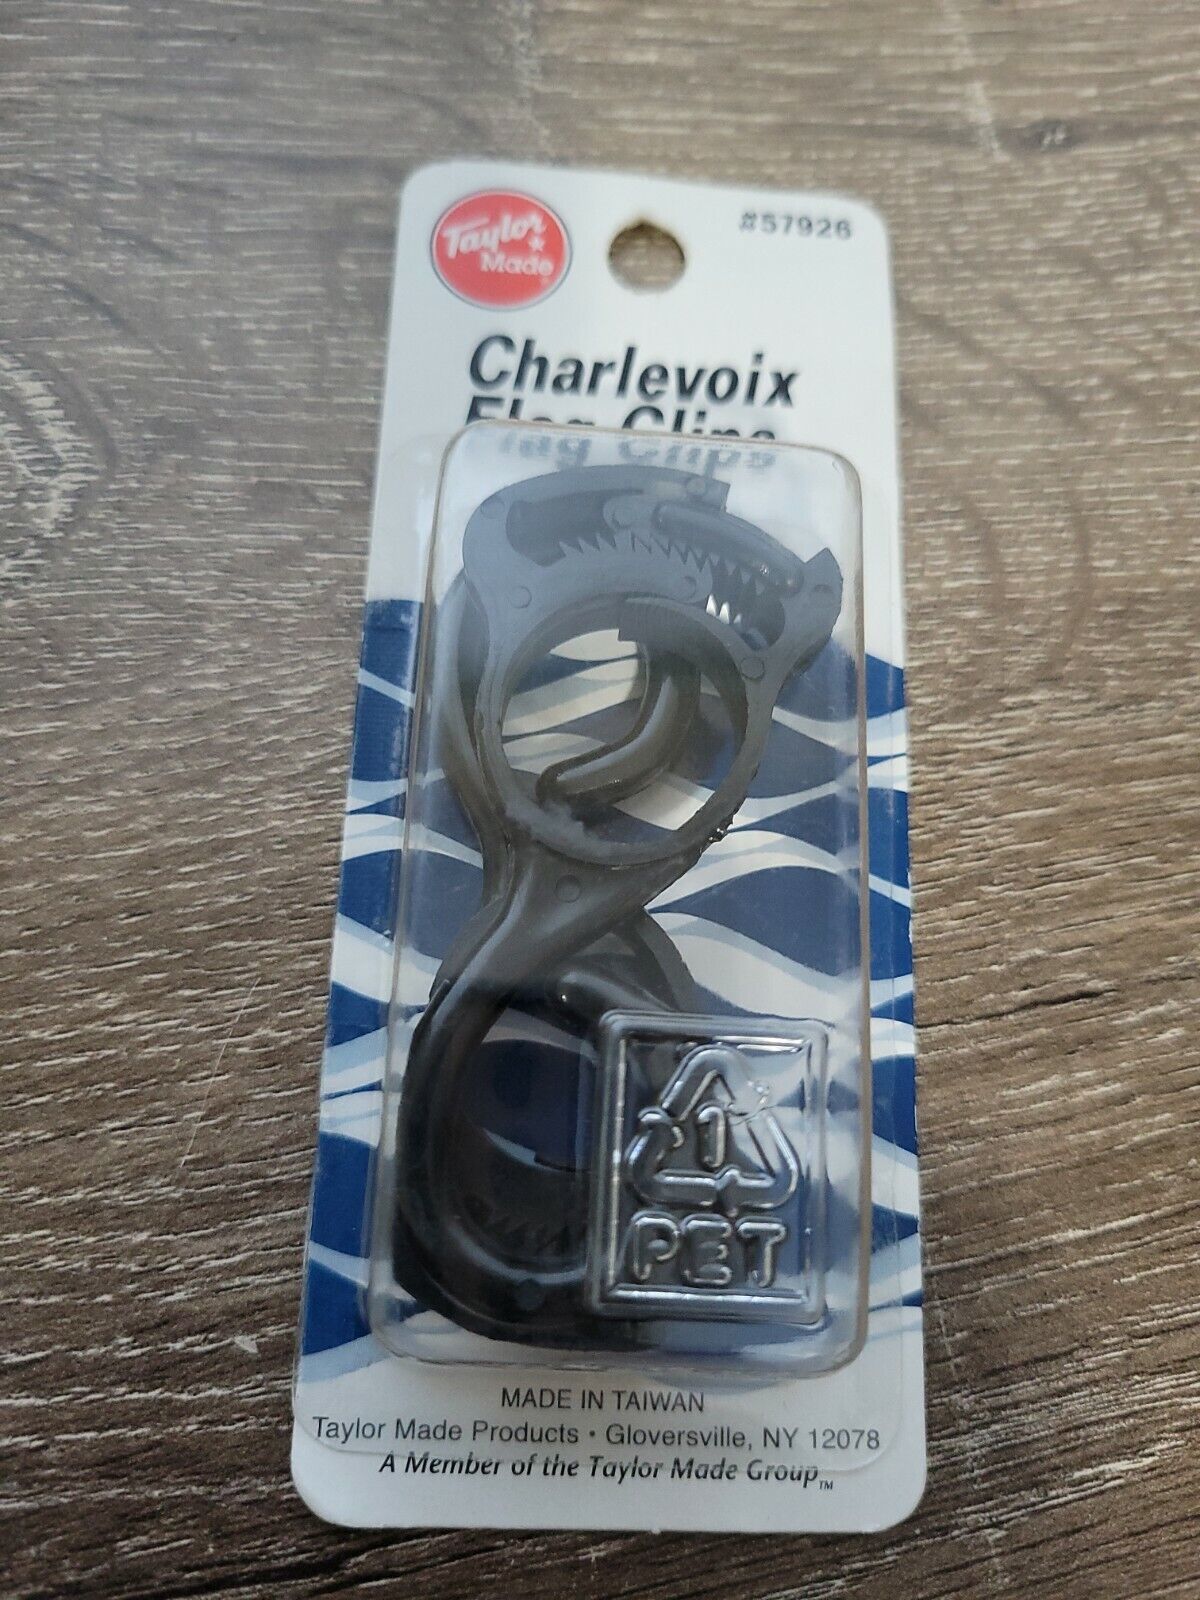 Taylor
Made
#57926
Charlevoix
Flag Clips
1
PET
MADE IN TAIWAN
Taylor Made Products • Gloversville, NY 12078
A Member of the Taylor Made Group™